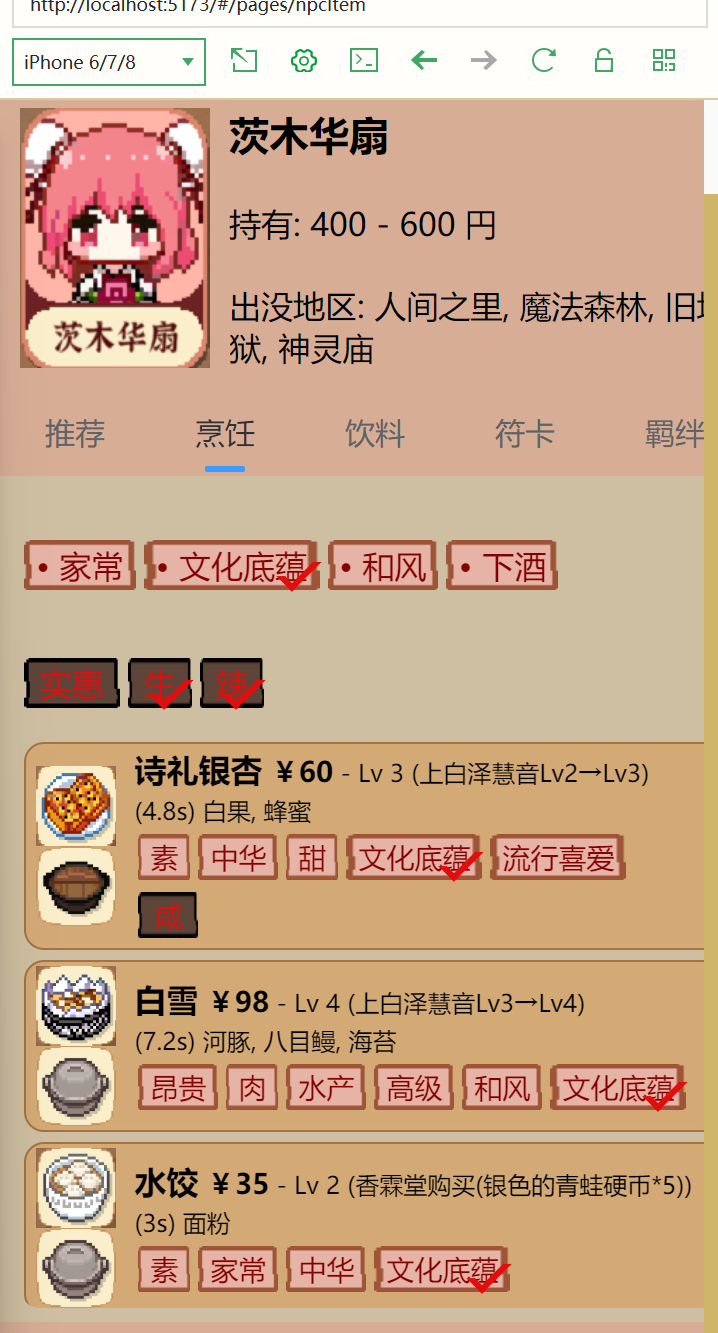 http://localhost:5173/#/pages/npcItem
iPhone 6/7/8
茨木华扇
茨木华扇
持有: 400 - 600 円
出没地区: 人间之里, 魔法森林, 旧地
狱, 神灵庙
推荐 烹饪 饮料 符卡 羁绊
• 家常 • 文化底蕴 • 和风 • 下酒
实惠 生 辣
诗礼银杏 ￥60 - Lv 3 (上白泽慧音Lv2→Lv3)
(4.8s) 白果, 蜂蜜
素 中华 甜 文化底蕴 流行喜爱
咸
白雪 ￥98 - Lv 4 (上白泽慧音Lv3→Lv4)
(7.2s) 河豚, 八目鳗, 海苔
昂贵 肉 水产 高级 和风 文化底蕴
水饺 ￥35 - Lv 2 (香霖堂购买(银色的青蛙硬币*5))
(3s) 面粉
素 家常 中华 文化底蕴